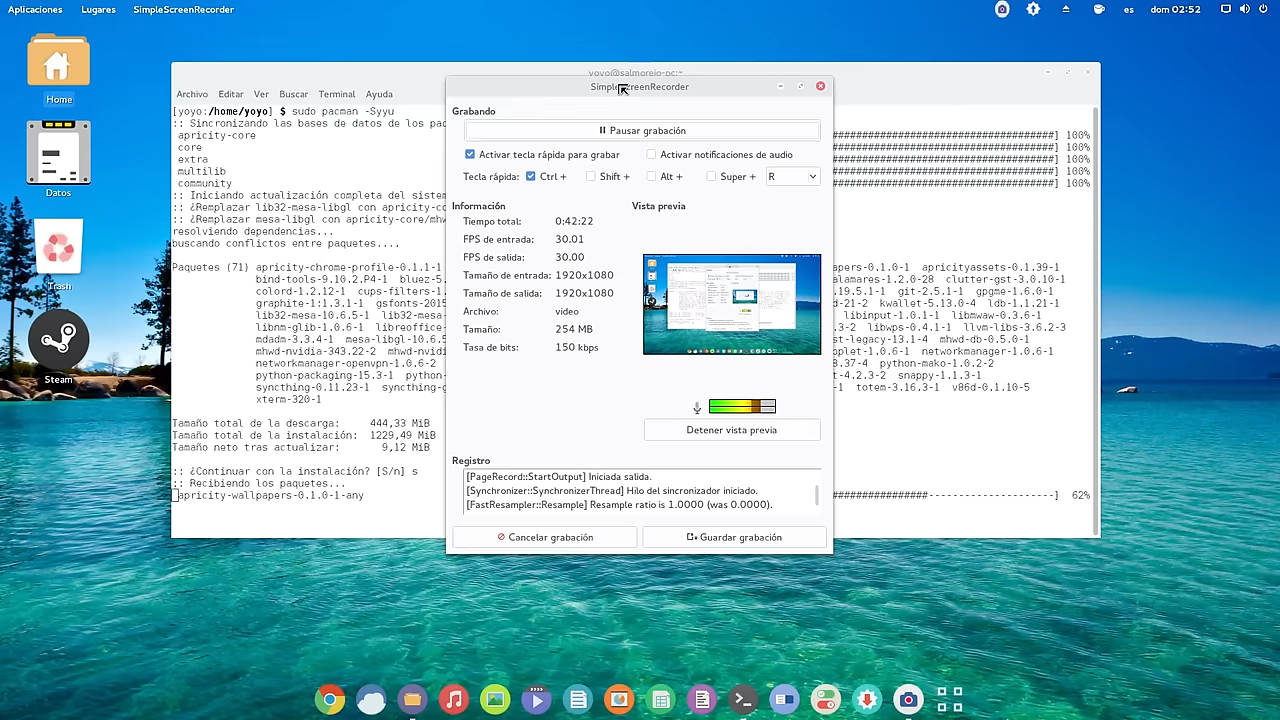 Aplicaciones Lugares SimpleScreenRecorder es dom 02:52
Home
Datos
Trash
Steam
yoyo@salmorejo-pc:~
Archivo Editar Ver Buscar Terminal Ayuda
[yoyo:/home/yoyo] $ sudo pacman -Syyu
:: Sincronizando las bases de datos de los pac
apricity-core ] 100%
core ] 100%
extra ] 100%
multilib ] 100%
community ] 100%
:: Iniciando actualización completa del sistem
:: ¿Remplazar lib32-mesa-libgl con apricity-co
:: ¿Remplazar mesa-libgl con apricity-core/mhw
resolviendo dependencias...
buscando conflictos entre paquetes....
Paquetes (71) apricity-chrome-profile-0.1.1-1 apers-0.1.0-1 apricityassets-0.1.39-1
bind-tools-9.10.2.P4-1 bluez-5. alamares-1.2.0-28 clutter-gst-3.0.10-1
color-1.2.12-1 cups-filters-1. .19.5.1-1 git-2.5.1-1 gpgme-1.6.0-1
graphite-1:1.3.1-1 gsfonts-2015 d-21-2 kwallet-5.13.0-4 ldb-1.1.21-1
lib32-mesa-10.6.5-1 lib32-mesa- libinput-1.0.1-1 libmwaw-0.3.6-1
libnm-glib-1.0.6-1 libreoffice- .3-2 libwps-0.4.1-1 llvm-libs-3.6.2-3
mdadm-3.3.4-1 mesa-libgl-10.6.5 st-legacy-13.1-4 mhwd-db-0.5.0-1
mhwd-nvidia-343.22-2 mhwd-nvidi oplet-1.0.6-1 networkmanager-1.0.6-1
networkmanager-openvpn-1.0.6-2 .37-4 python-mako-1.0.2-2
python-packaging-15.3-1 python- -4.2.3-2 snappy-1.1.3-1
syncthing-0.11.23-1 syncthing-g -1 totem-3.16.3-1 v86d-0.1.10-5
xterm-320-1
Tamaño total de la descarga: 444,33 MiB
Tamaño total de la instalación: 1229,49 MiB
Tamaño neto tras actualizar: 9,12 MiB
:: ¿Continuar con la instalación? [S/n] s
:: Recibiendo los paquetes...
apricity-wallpapers-0.1.0-1-any ] 62%
SimpleScreenRecorder
Grabando
Pausar grabación
Activar tecla rápida para grabar Activar notificaciones de audio
Tecla rápida: Ctrl + Shift + Alt + Super + R
Información Vista previa
Tiempo total: 0:42:22
FPS de entrada: 30.01
FPS de salida: 30.00
Tamaño de entrada: 1920x1080
Tamaño de salida: 1920x1080
Archivo: video
Tamaño: 254 MB
Tasa de bits: 150 kbps
Detener vista previa
Registro
[PageRecord::StartOutput] Iniciada salida.
[Synchronizer::SynchronizerThread] Hilo del sincronizador iniciado.
[FastResampler::Resample] Resample ratio is 1.0000 (was 0.0000).
Cancelar grabación Guardar grabación